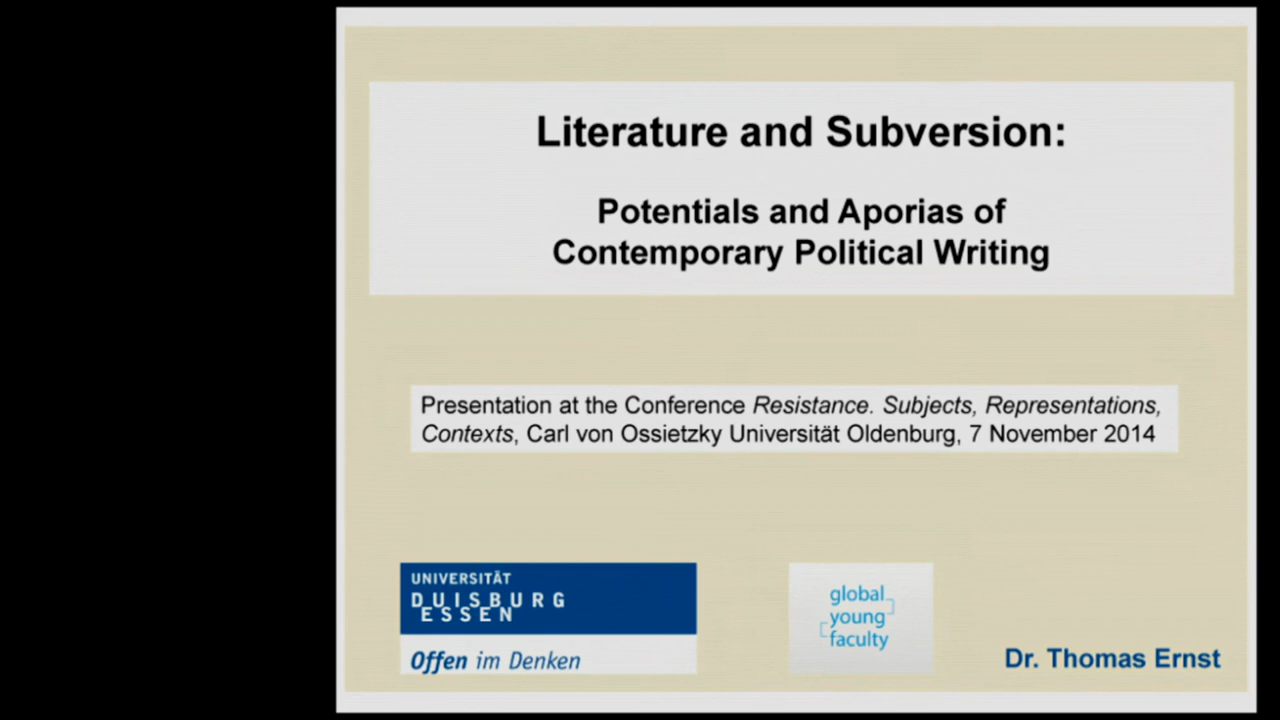 Literature and Subversion:
Potentials and Aporias of
Contemporary Political Writing
Presentation at the Conference Resistance. Subjects, Representations,
Contexts, Carl von Ossietzky Universität Oldenburg, 7 November 2014
UNIVERSITÄT
DUISBURG
ESSEN
Offen im Denken
global
young
faculty
Dr. Thomas Ernst